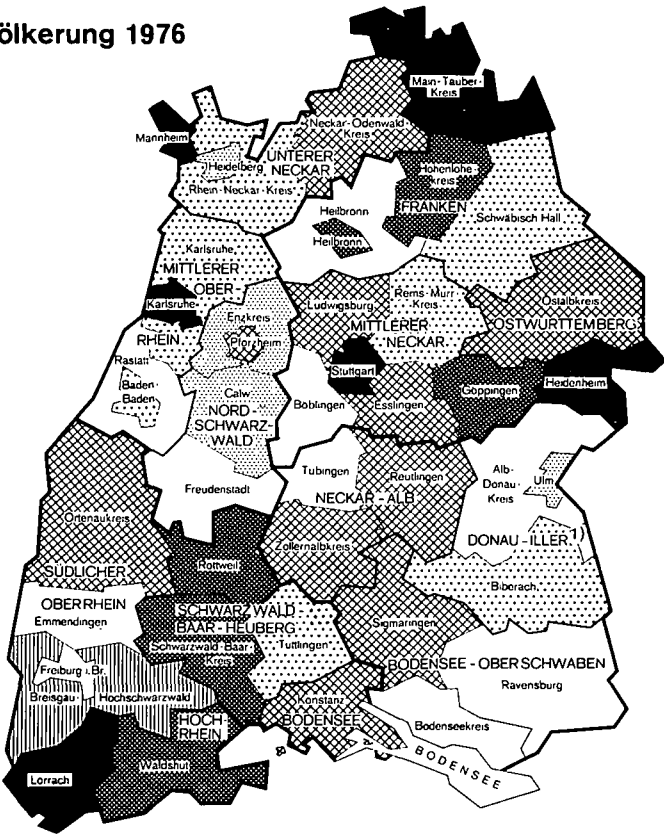 ölkerung 1976
Main-Tauber-
Kreis
Mannheim
Neckar-Odenwald
Kreis
Heidelberg
UNTERER
NECKAR
Rhein-Neckar-Kreis
Hohenlohe-
kreis
FRANKEN
Heilbronn
Heilbronn
Schwäbisch Hall
Karlsruhe
MITTLERER
OBER-
Karlsruhe
RHEIN
Enzkreis
Pforzheim
Ludwigsburg
Rems-Murr-
Kreis
MITTLERER
NECKAR
Ostalbkreis
OSTWÜRTTEMBERG
Rastatt
Baden-
Baden
Calw
NORD-
SCHWARZ-
WALD
Stuttgart
Böblingen
Esslingen
Göppingen
Heidenheim
Freudenstadt
Tübingen
Reutlingen
NECKAR-ALB
Alb-
Donau-
Kreis
Ulm
DONAU-ILLER 1)
Ortenaukreis
SÜDLICHER
OBERRHEIN
Emmendingen
Rottweil
Zollernalbkreis
Biberach
SCHWARZWALD-
BAAR-HEUBERG
Schwarzwald-Baar-
Kreis
Tuttlingen
Sigmaringen
BODENSEE-OBERSCHWABEN
Ravensburg
Freiburg i.Br.
Breisgau-
Hochschwarzwald
HOCH-
RHEIN
Konstanz
BODENSEE
Bodenseekreis
BODENSEE
Waldshut
Lörrach